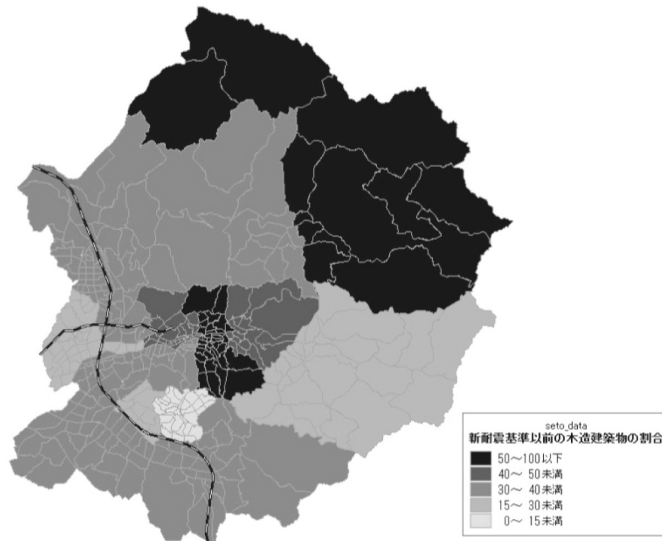 seto_data
新耐震基準以前の木造建築物の割合
50～100以下
40～ 50未満
30～ 40未満
15～ 30未満
0～ 15未満